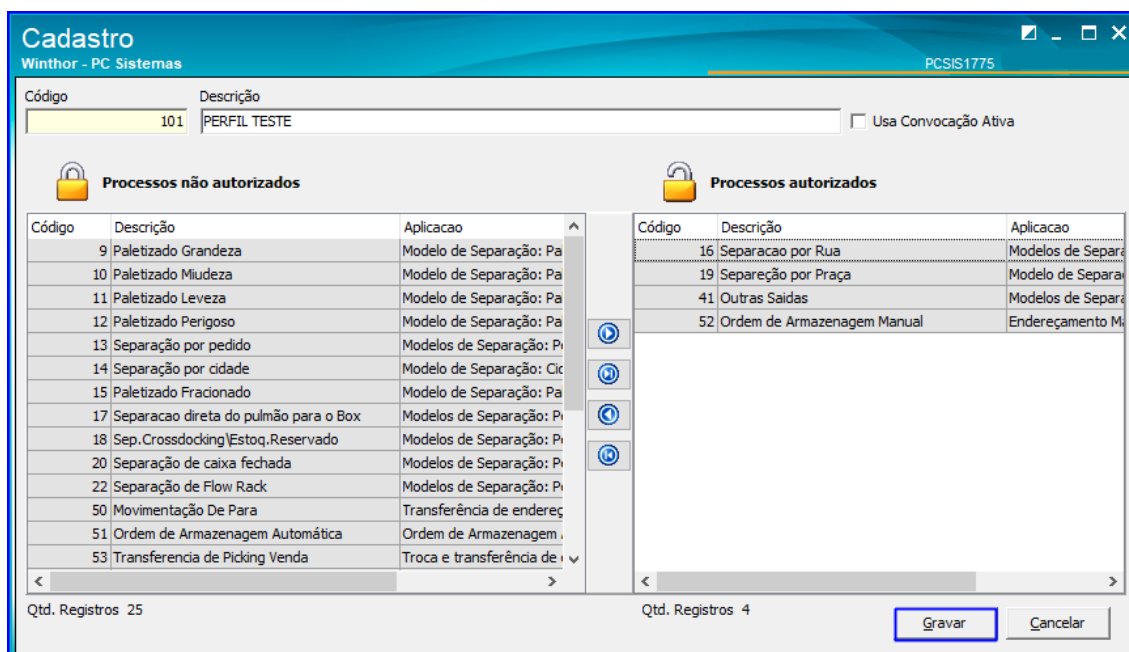 Cadastro
Winthor - PC Sistemas
PCSIS1775
Código Descrição
101 PERFIL TESTE Usa Convocação Ativa
Processos não autorizados
Código Descrição Aplicacao
9 Paletizado Grandeza Modelo de Separação: Pa
10 Paletizado Miudeza Modelo de Separação: Pa
11 Paletizado Leveza Modelo de Separação: Pa
12 Paletizado Perigoso Modelo de Separação: Pa
13 Separação por pedido Modelos de Separação: P
14 Separação por cidade Modelo de Separação: Cid
15 Paletizado Fracionado Modelo de Separação: Pa
17 Separacao direta do pulmão para o Box Modelos de Separação: P
18 Sep.Crossdocking\Estoq.Reservado Modelos de Separação: P
20 Separação de caixa fechada Modelos de Separação: P
22 Separação de Flow Rack Modelos de Separação: P
50 Movimentação De Para Transferência de endereç
51 Ordem de Armazenagem Automática Ordem de Armazenagem
53 Transferencia de Picking Venda Troca e transferência de
Qtd. Registros 25
Processos autorizados
Código Descrição Aplicacao
16 Separacao por Rua Modelos de Separa
19 Separeção por Praça Modelo de Separa
41 Outras Saidas Modelos de Separa
52 Ordem de Armazenagem Manual Endereçamento Ma
Qtd. Registros 4
Gravar Cancelar